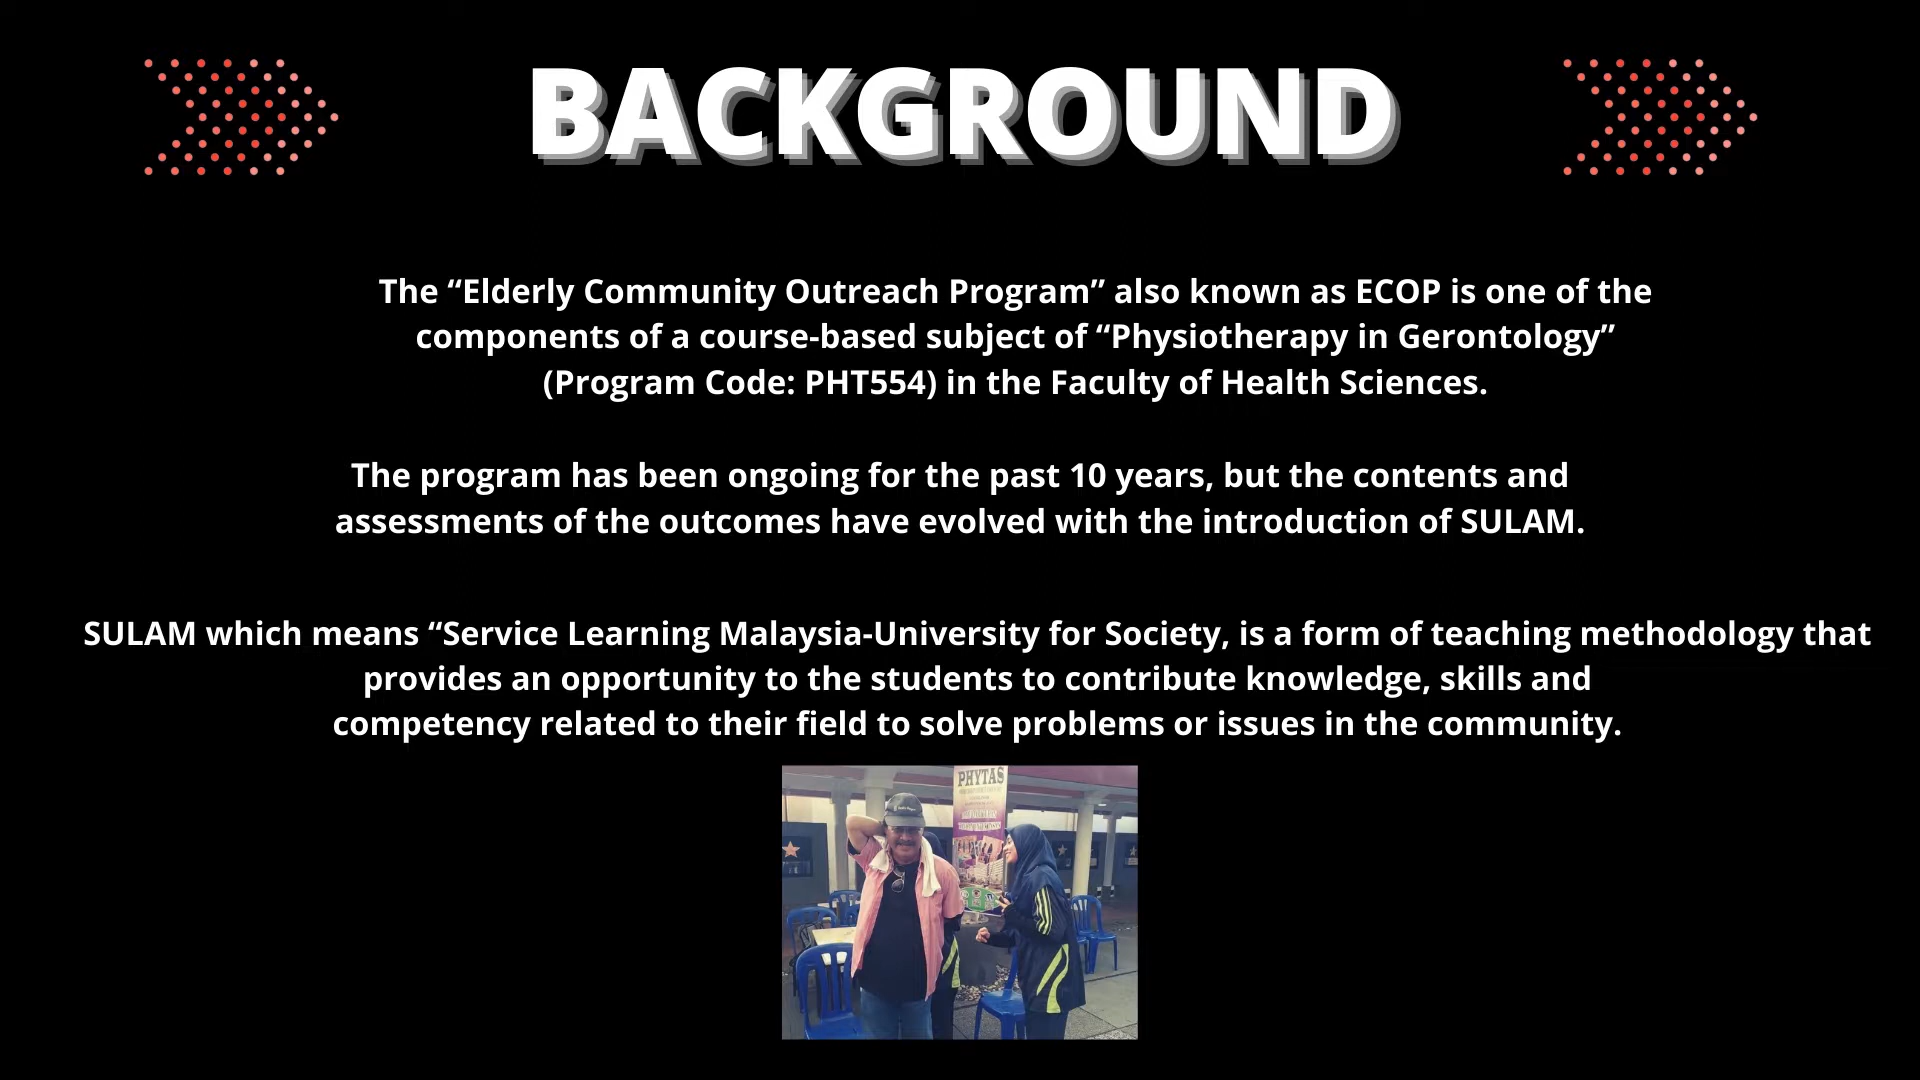 BACKGROUND
The “Elderly Community Outreach Program” also known as ECOP is one of the
components of a course-based subject of “Physiotherapy in Gerontology”
(Program Code: PHT554) in the Faculty of Health Sciences.
The program has been ongoing for the past 10 years, but the contents and
assessments of the outcomes have evolved with the introduction of SULAM.
SULAM which means “Service Learning Malaysia-University for Society, is a form of teaching methodology that
provides an opportunity to the students to contribute knowledge, skills and
competency related to their field to solve problems or issues in the community.
PHYTAS